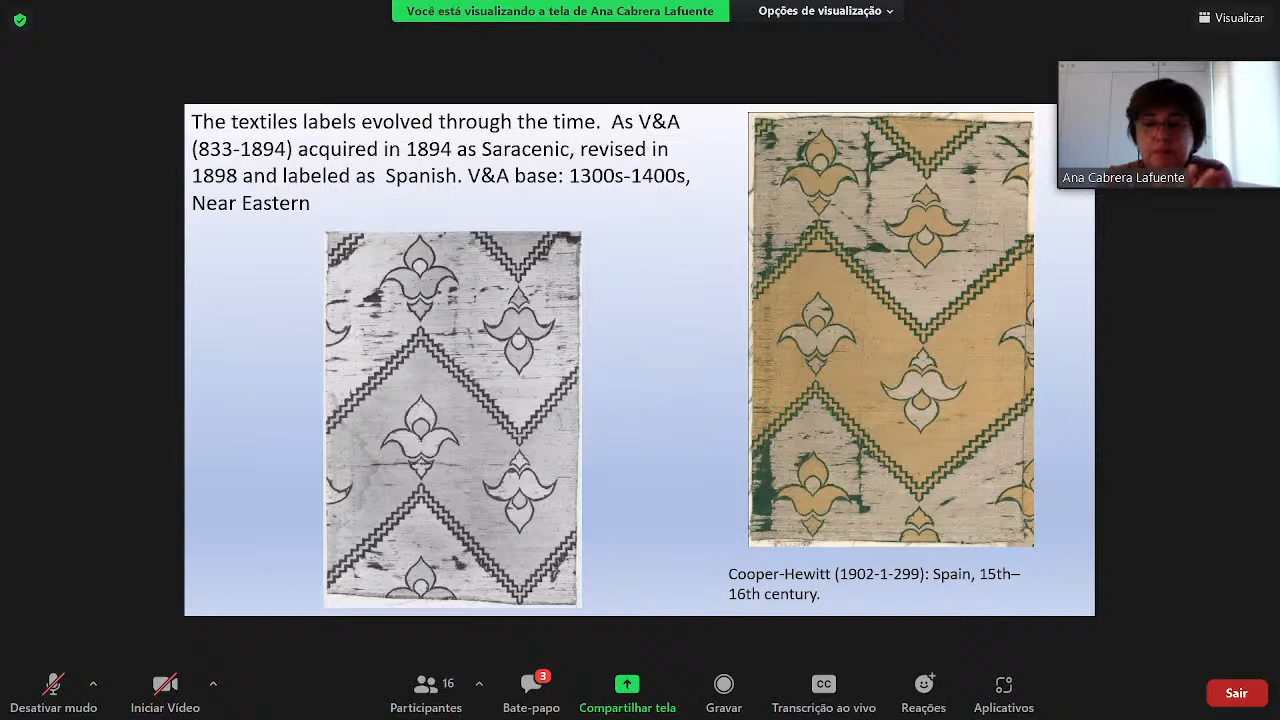 Você está visualizando a tela de Ana Cabrera Lafuente
Opções de visualização
Visualizar
The textiles labels evolved through the time. As V&A
(833-1894) acquired in 1894 as Saracenic, revised in
1898 and labeled as Spanish. V&A base: 1300s-1400s,
Near Eastern
Ana Cabrera Lafuente
Cooper-Hewitt (1902-1-299): Spain, 15th–
16th century.
16
3
CC
Desativar mudo
Iniciar Vídeo
Participantes
Bate-papo
Compartilhar tela
Gravar
Transcrição ao vivo
Reações
Aplicativos
Sair